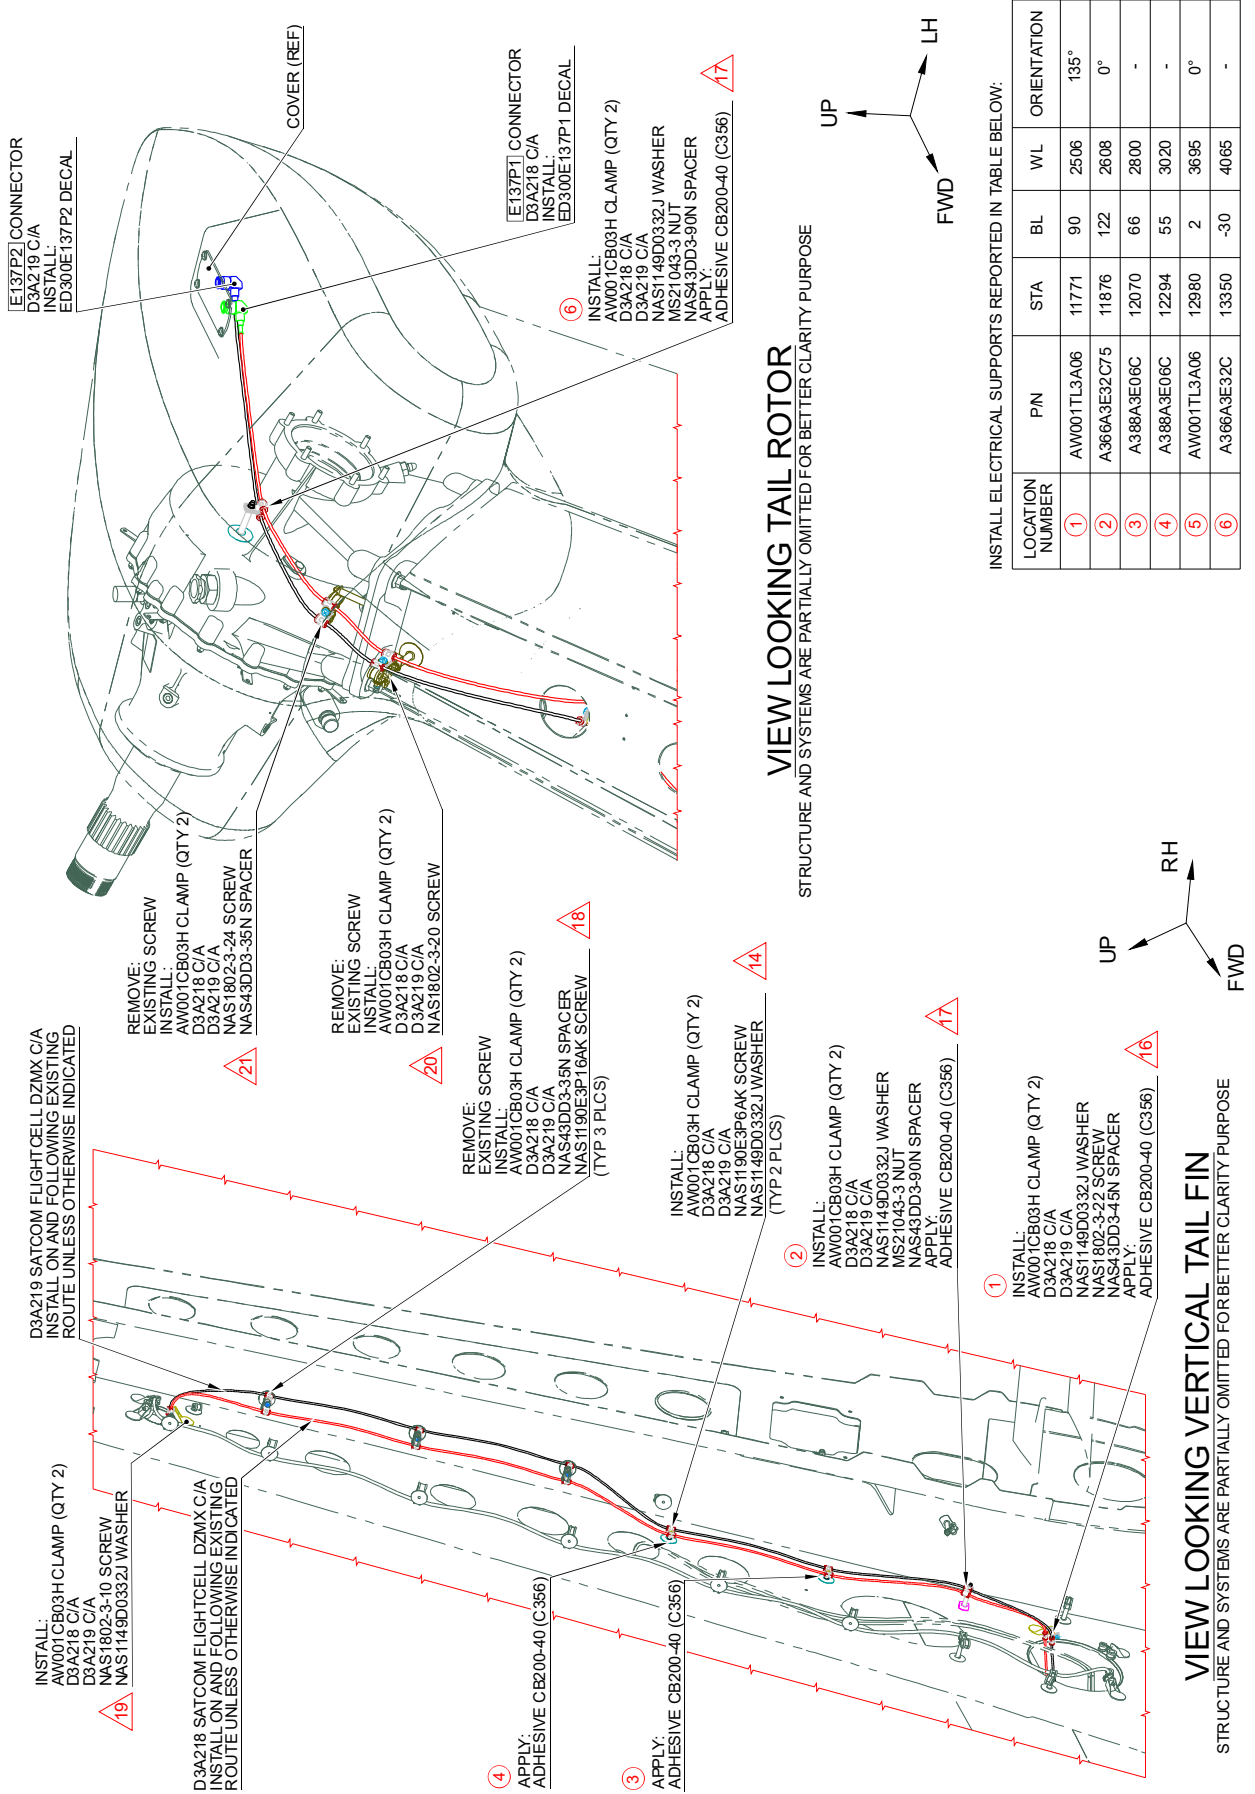 E137P2 CONNECTOR
D3A219 C/A
INSTALL:
ED300E137P2 DECAL
COVER (REF)
E137P1 CONNECTOR
D3A218 C/A
INSTALL:
ED300E137P1 DECAL
6
INSTALL:
AW001CB03H CLAMP (QTY 2)
D3A218 C/A
D3A219 C/A
NAS1149D0332J WASHER
MS21043-3 NUT
NAS43DD3-90N SPACER
APPLY:
ADHESIVE CB200-40 (C356)
17
REMOVE:
EXISTING SCREW
INSTALL:
AW001CB03H CLAMP (QTY 2)
D3A218 C/A
D3A219 C/A
NAS1802-3-24 SCREW
NAS43DD3-35N SPACER
21
REMOVE:
EXISTING SCREW
INSTALL:
AW001CB03H CLAMP (QTY 2)
D3A218 C/A
D3A219 C/A
NAS1802-3-20 SCREW
20
VIEW LOOKING TAIL ROTOR
STRUCTURE AND SYSTEMS ARE PARTIALLY OMITTED FOR BETTER CLARITY PURPOSE
UP
LH
FWD
INSTALL ELECTRICAL SUPPORTS REPORTED IN TABLE BELOW:
LOCATION NUMBER P/N STA BL WL ORIENTATION
1 AW001TL3A06 11771 90 2506 135°
2 A366A3E32C75 11876 122 2608 0°
3 A388A3E06C 12070 66 2800 -
4 A388A3E06C 12294 55 3020 -
5 AW001TL3A06 12980 2 3695 0°
6 A366A3E32C 13350 -30 4065 -
INSTALL:
AW001CB03H CLAMP (QTY 2)
D3A218 C/A
D3A219 C/A
NAS1802-3-10 SCREW
NAS1149D0332J WASHER
19
D3A219 SATCOM FLIGHTCELL DZMX C/A
INSTALL ON AND FOLLOWING EXISTING
ROUTE UNLESS OTHERWISE INDICATED
D3A218 SATCOM FLIGHTCELL DZMX C/A
INSTALL ON AND FOLLOWING EXISTING
ROUTE UNLESS OTHERWISE INDICATED
REMOVE:
EXISTING SCREW
INSTALL:
AW001CB03H CLAMP (QTY 2)
D3A218 C/A
D3A219 C/A
NAS43DD3-35N SPACER
NAS1190E3P16AK SCREW
(TYP 3 PLCS)
18
INSTALL:
AW001CB03H CLAMP (QTY 2)
D3A218 C/A
D3A219 C/A
NAS1190E3P6AK SCREW
NAS1149D0332J WASHER
(TYP 2 PLCS)
14
4
APPLY:
ADHESIVE CB200-40 (C356)
3
APPLY:
ADHESIVE CB200-40 (C356)
2
INSTALL:
AW001CB03H CLAMP (QTY 2)
D3A218 C/A
D3A219 C/A
NAS1149D0332J WASHER
MS21043-3 NUT
NAS43DD3-90N SPACER
APPLY:
ADHESIVE CB200-40 (C356)
17
1
INSTALL:
AW001CB03H CLAMP (QTY 2)
D3A218 C/A
D3A219 C/A
NAS1149D0332J WASHER
NAS1802-3-22 SCREW
NAS43DD3-45N SPACER
APPLY:
ADHESIVE CB200-40 (C356)
16
VIEW LOOKING VERTICAL TAIL FIN
STRUCTURE AND SYSTEMS ARE PARTIALLY OMITTED FOR BETTER CLARITY PURPOSE
UP
RH
FWD